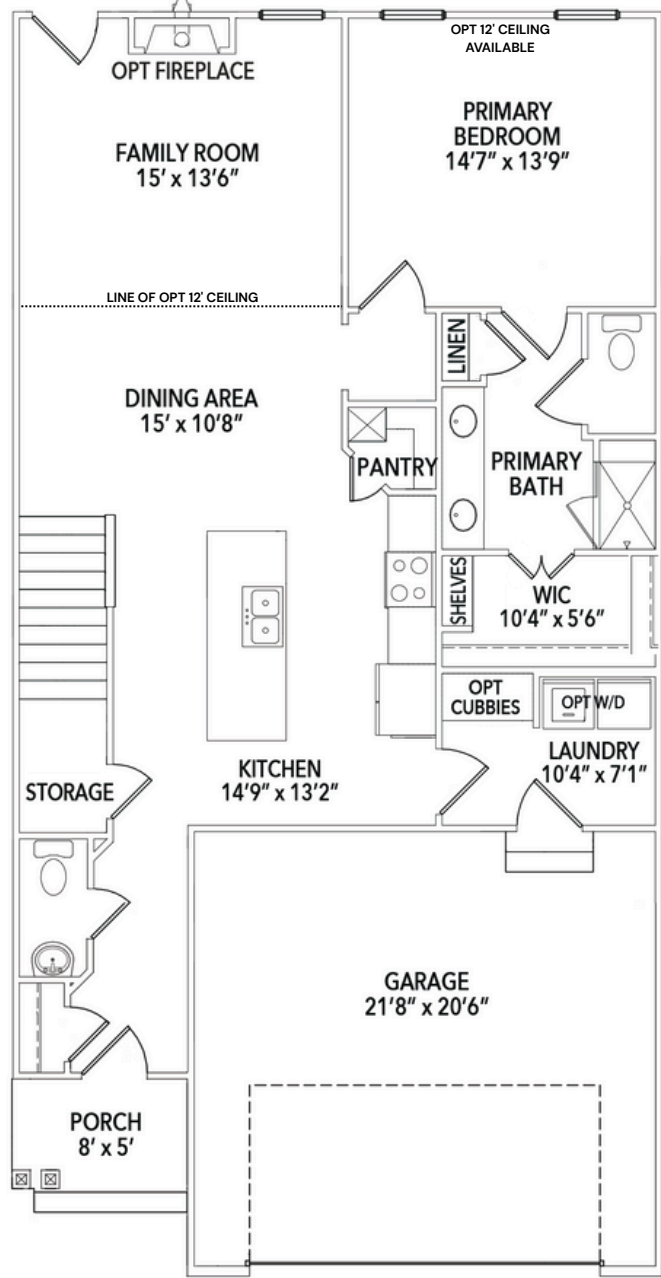 OPT FIREPLACE
OPT 12' CEILING
AVAILABLE
FAMILY ROOM
15' x 13'6"
PRIMARY
BEDROOM
14'7" x 13'9"
LINE OF OPT 12' CEILING
LINEN
DINING AREA
15' x 10'8"
PANTRY
PRIMARY
BATH
SHELVES
WIC
10'4" x 5'6"
OPT
CUBBIES
OPT W/D
LAUNDRY
10'4" x 7'1"
KITCHEN
14'9" x 13'2"
STORAGE
GARAGE
21'8" x 20'6"
PORCH
8' x 5'